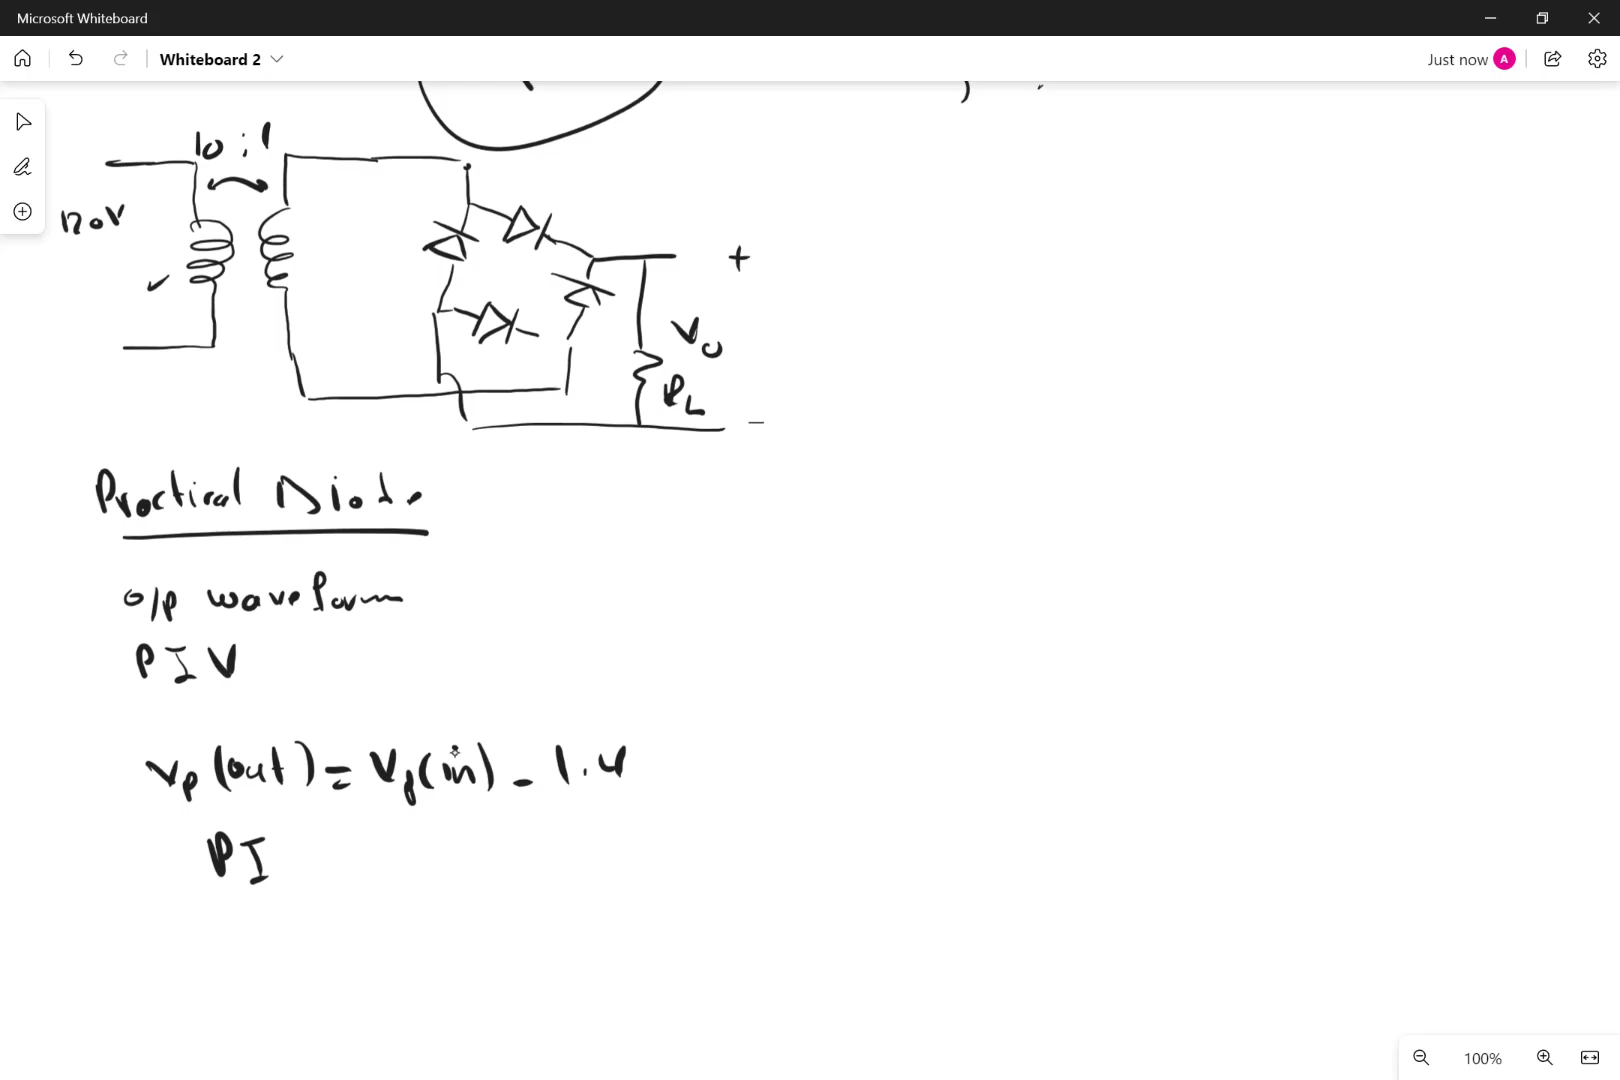 Microsoft Whiteboard
Whiteboard 2
Just now A
10 : 1
120V
+
Vo
RL
-
Practical Diode
o/p waveform
PIV
Vp(out) = Vp(in) - 1.4
PI
100%